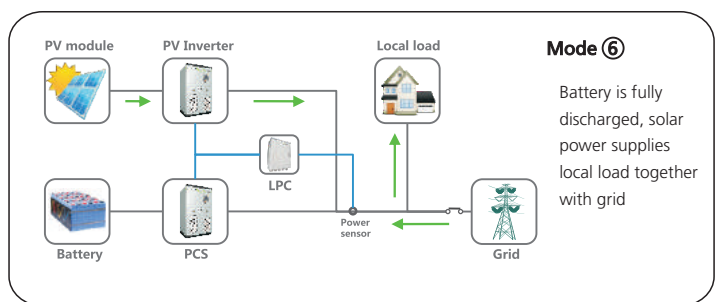 PV module
PV Inverter
Local load
Mode ⑥
Battery is fully
discharged, solar
power supplies
local load together
with grid
LPC
Power
sensor
Battery
PCS
Grid